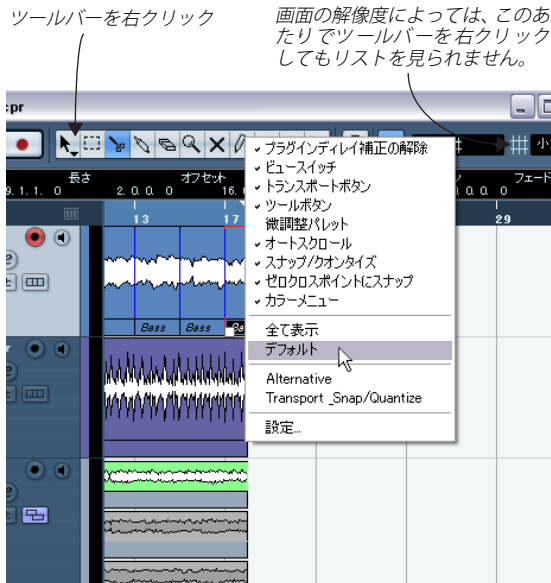 ツールバーを右クリック
画面の解像度によっては、このあ
たりでツールバーを右クリック
してもリストを見られません。
cpr
小
長さ
オフセット
フェード
9. 1. 1. 0
2. 0. 0. 0
16.
0. 0. 0
13
17
29
Bass
Bass
Ba
プラグインディレイ補正の解除
ビュースイッチ
トランスポートボタン
ツールボタン
微調整パレット
オートスクロール
スナップ/クオンタイズ
ゼロクロスポイントにスナップ
カラーメニュー
全て表示
デフォルト
Alternative
Transport _Snap/Quantize
設定...